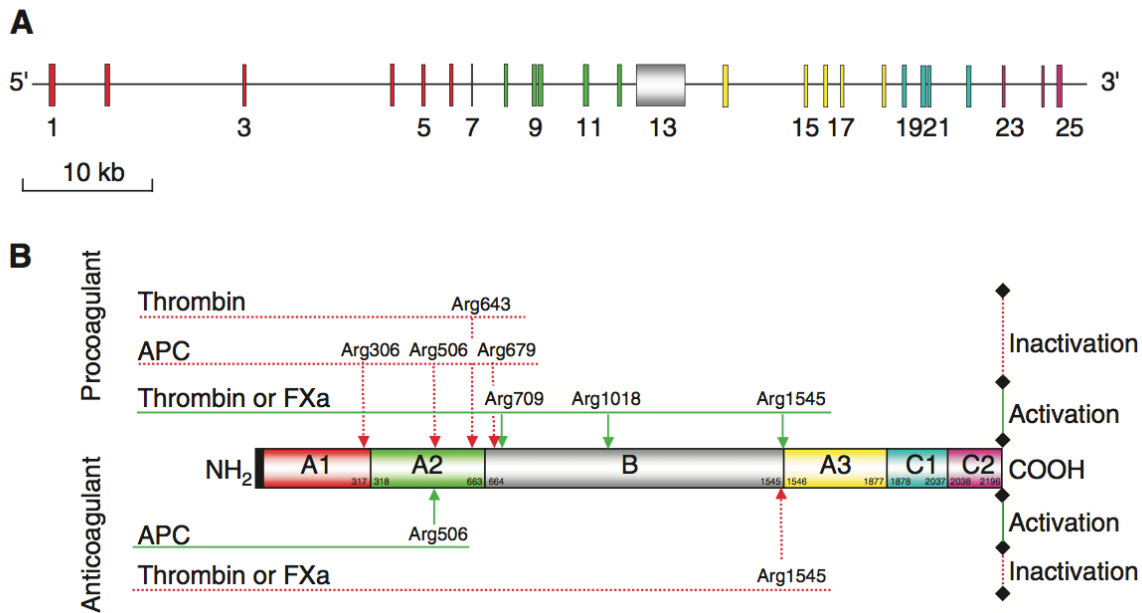 A
5' 3'
1 3 5 7 9 11 13 15 17 1921 23 25
10 kb
B
Procoagulant
Thrombin Arg643
APC Arg306 Arg506 Arg679
Inactivation
Thrombin or FXa Arg709 Arg1018 Arg1545
Activation
NH2 A1 A2 B A3 C1 C2 COOH
317 318 663 664 1545 1546 1877 1878 2037 2038 2196
Anticoagulant
APC Arg506
Activation
Thrombin or FXa Arg1545
Inactivation